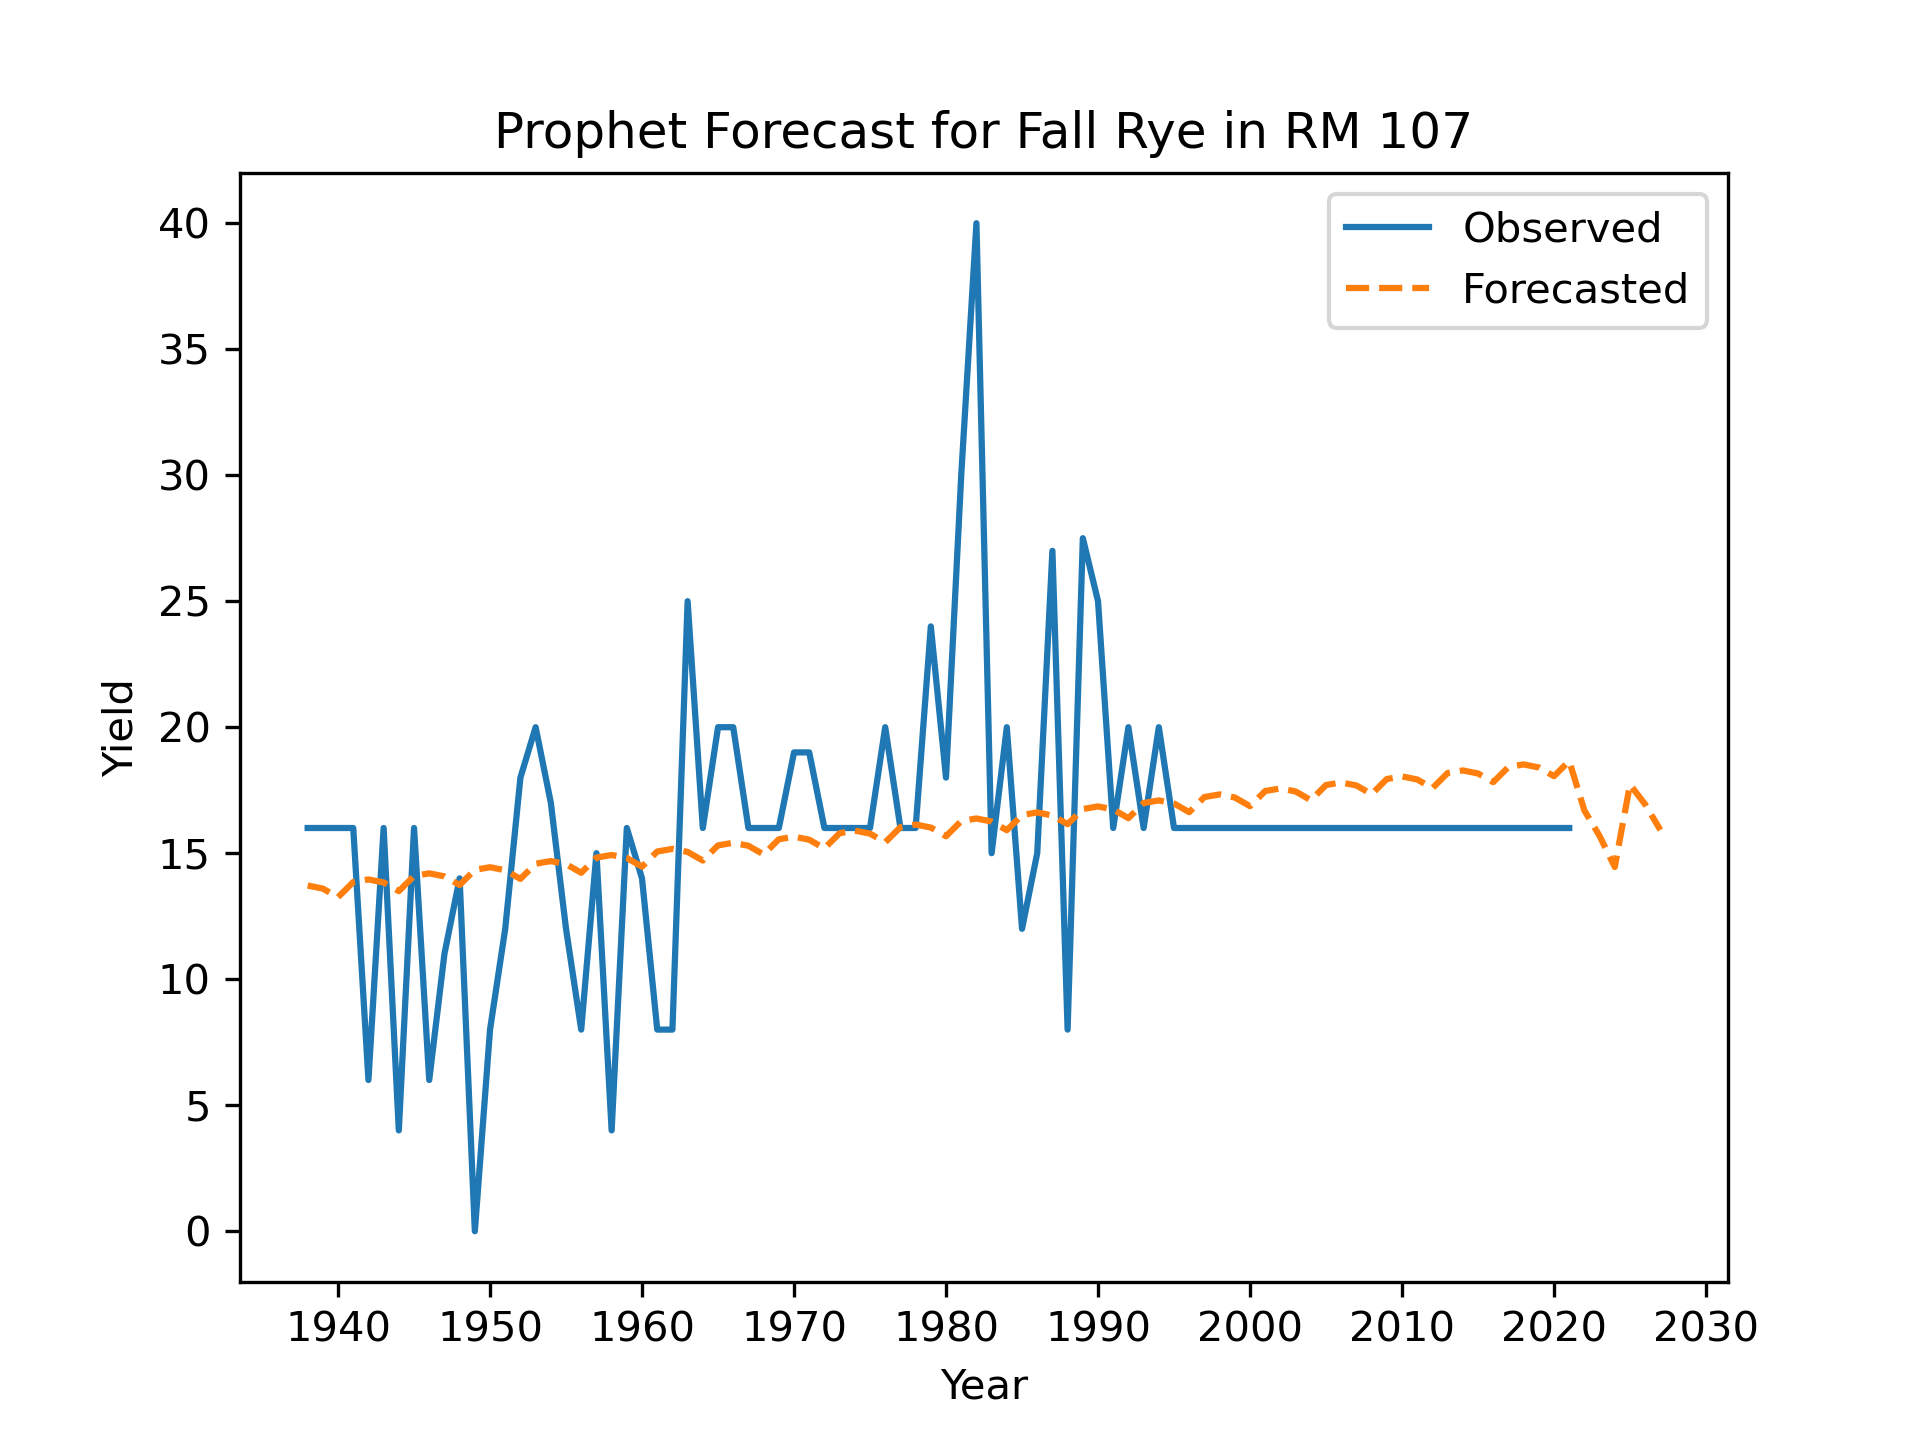 Prophet Forecast for Fall Rye in RM 107
Observed
Forecasted
40
35
30
25
20
15
10
5
0
Yield
1940 1950 1960 1970 1980 1990 2000 2010 2020 2030
Year